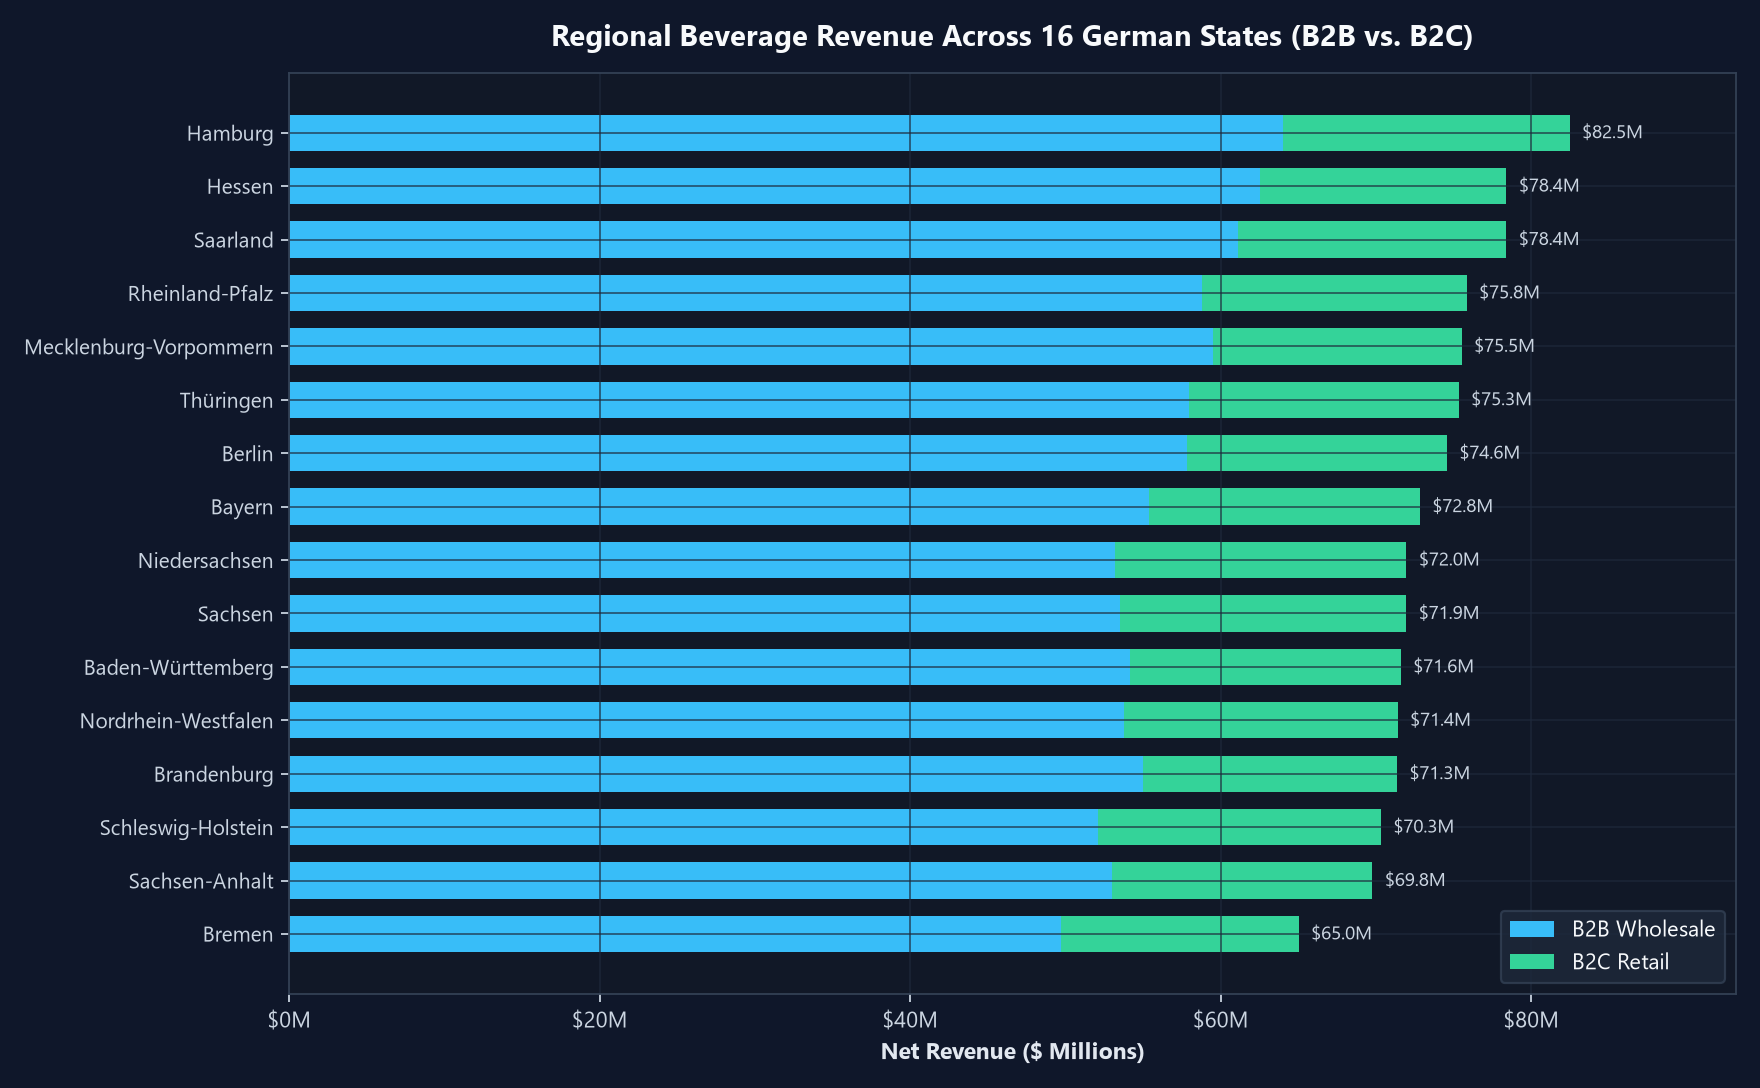 Regional Beverage Revenue Across 16 German States (B2B vs. B2C)
Hamburg $82.5M
Hessen $78.4M
Saarland $78.4M
Rheinland-Pfalz $75.8M
Mecklenburg-Vorpommern $75.5M
Thüringen $75.3M
Berlin $74.6M
Bayern $72.8M
Niedersachsen $72.0M
Sachsen $71.9M
Baden-Württemberg $71.6M
Nordrhein-Westfalen $71.4M
Brandenburg $71.3M
Schleswig-Holstein $70.3M
Sachsen-Anhalt $69.8M
Bremen $65.0M
B2B Wholesale
B2C Retail
$0M $20M $40M $60M $80M
Net Revenue ($ Millions)